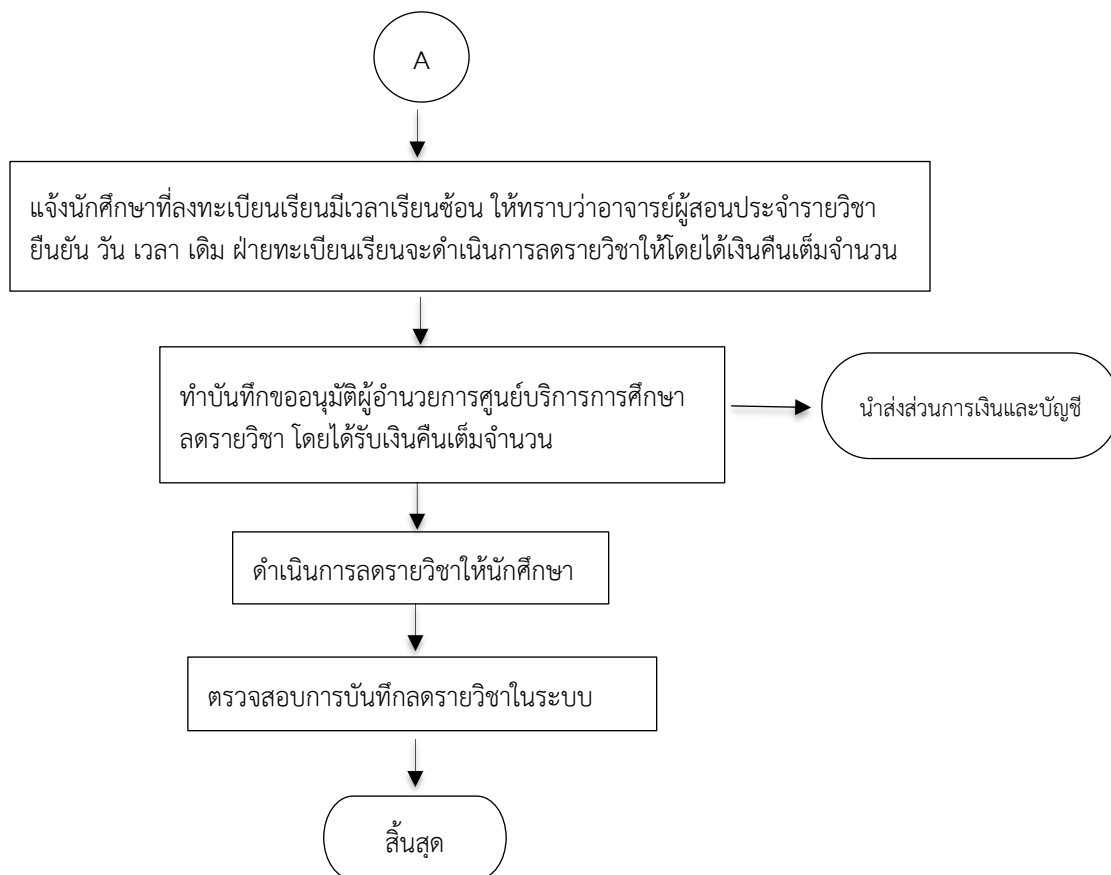 A
แจ้งนักศึกษาที่ลงทะเบียนเรียนมีเวลาเรียนซ้อน ให้ทราบว่าอาจารย์ผู้สอนประจำรายวิชา
ยืนยัน วัน เวลา เดิม ฝ่ายทะเบียนเรียนจะดำเนินการลดรายวิชาให้โดยได้เงินคืนเต็มจำนวน
ทำบันทึกขออนุมัติผู้อำนวยการศูนย์บริการการศึกษา
ลดรายวิชา โดยได้รับเงินคืนเต็มจำนวน
นำส่งส่วนการเงินและบัญชี
ดำเนินการลดรายวิชาให้นักศึกษา
ตรวจสอบการบันทึกลดรายวิชาในระบบ
สิ้นสุด